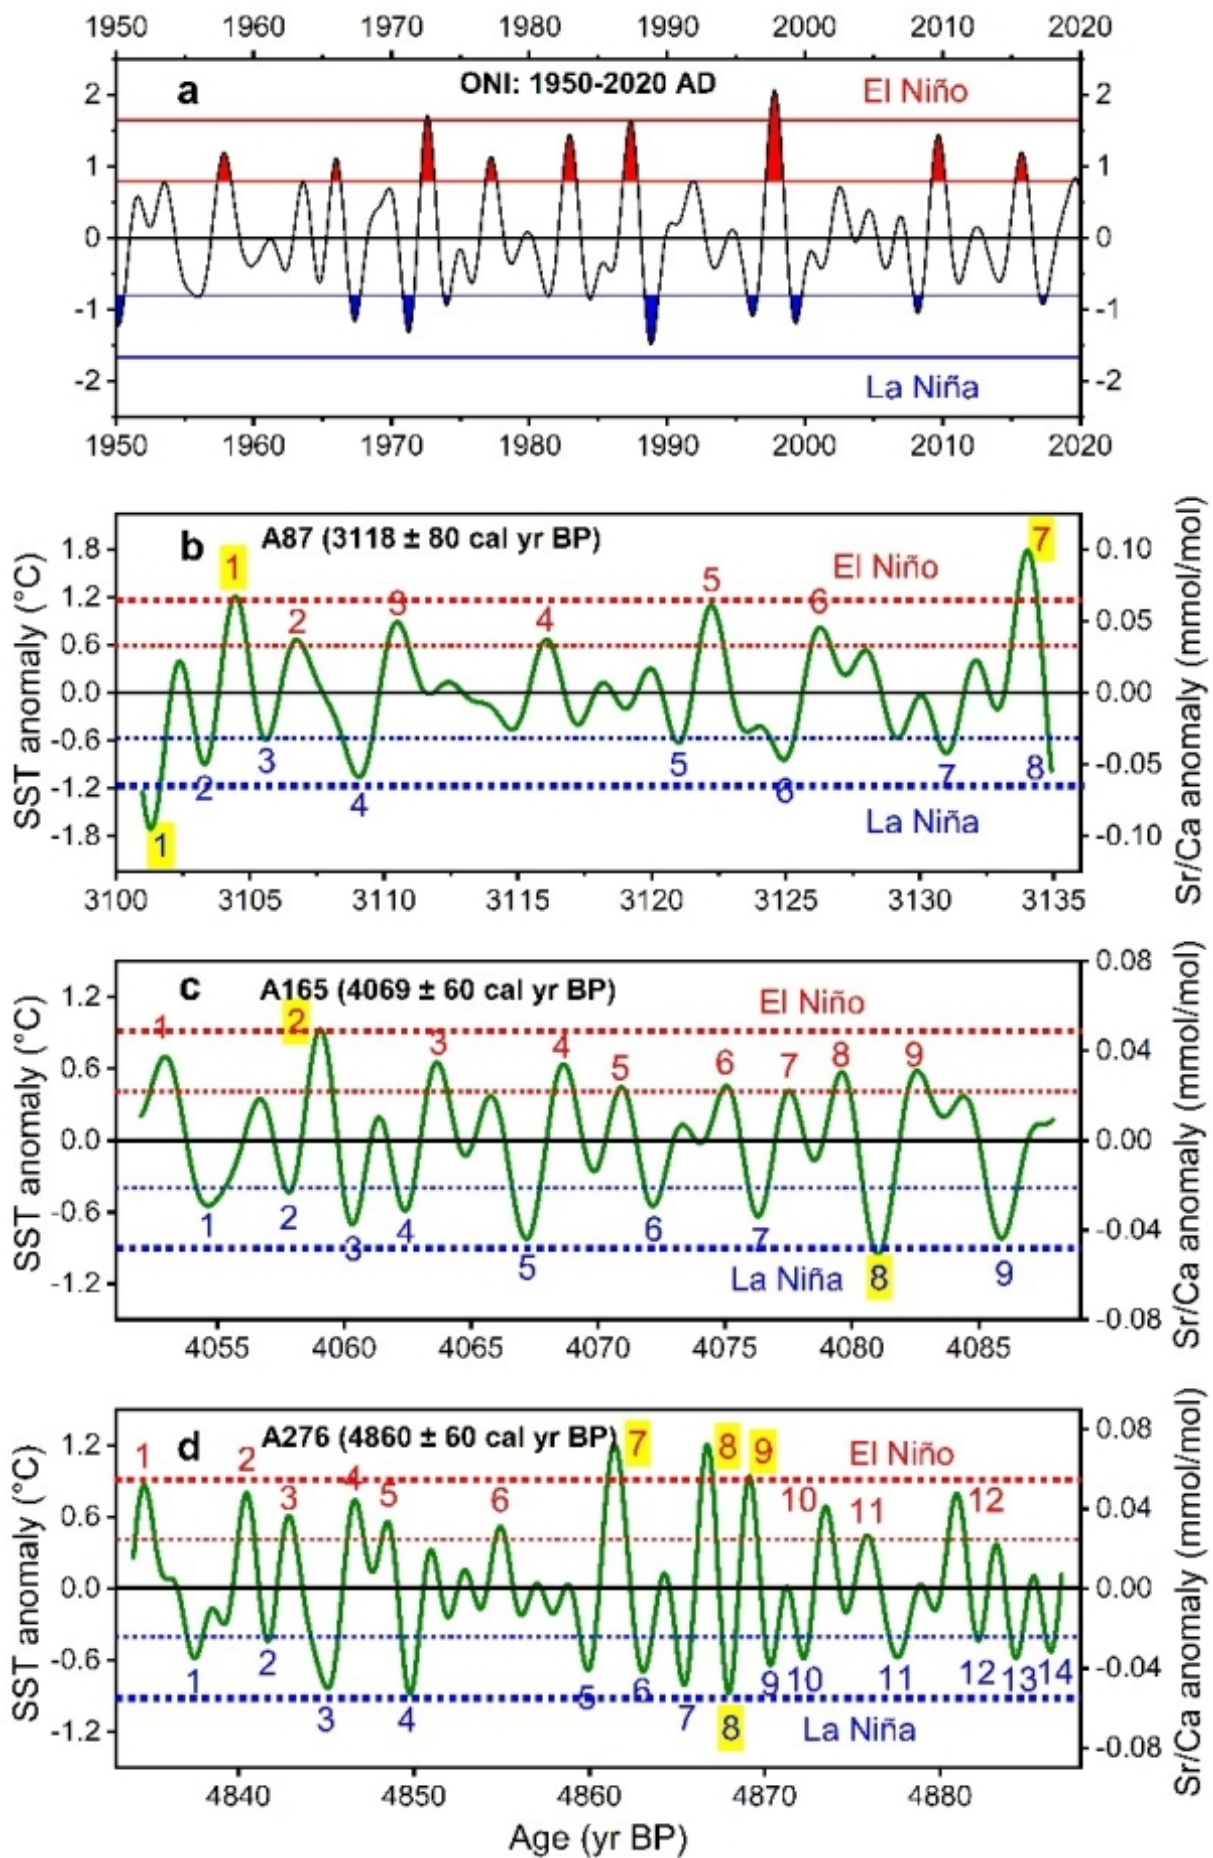 1950 1960 1970 1980 1990 2000 2010 2020
a ONI: 1950-2020 AD El Niño
2 2
1 1
0 0
-1 -1
-2 La Niña -2
1950 1960 1970 1980 1990 2000 2010 2020
b A87 (3118 ± 80 cal yr BP) 7
1.8 1 El Niño 0.10
1.2 2 3 4 5 6 0.05
0.6
0.0 0.00
-0.6 3 5 7 8
-1.2 2 4 6 -0.05
-1.8 1 La Niña -0.10
SST anomaly (°C)
Sr/Ca anomaly (mmol/mol)
3100 3105 3110 3115 3120 3125 3130 3135
c A165 (4069 ± 60 cal yr BP) El Niño 0.08
1.2 1 2
0.6 3 4 5 6 7 8 9 0.04
0.0 0.00
-0.6 1 2 3 4 5 6 7 8 9 -0.04
-1.2 La Niña -0.08
SST anomaly (°C)
Sr/Ca anomaly (mmol/mol)
4055 4060 4065 4070 4075 4080 4085
d A276 (4860 ± 60 cal yr BP) El Niño 0.08
1.2 1 2 3 4 5 6 7 8 9 10 11 12
0.6 0.04
0.0 0.00
-0.6 1 2 3 4 5 6 7 8 9 10 11 12 13 14 -0.04
-1.2 La Niña -0.08
SST anomaly (°C)
Sr/Ca anomaly (mmol/mol)
4840 4850 4860 4870 4880
Age (yr BP)